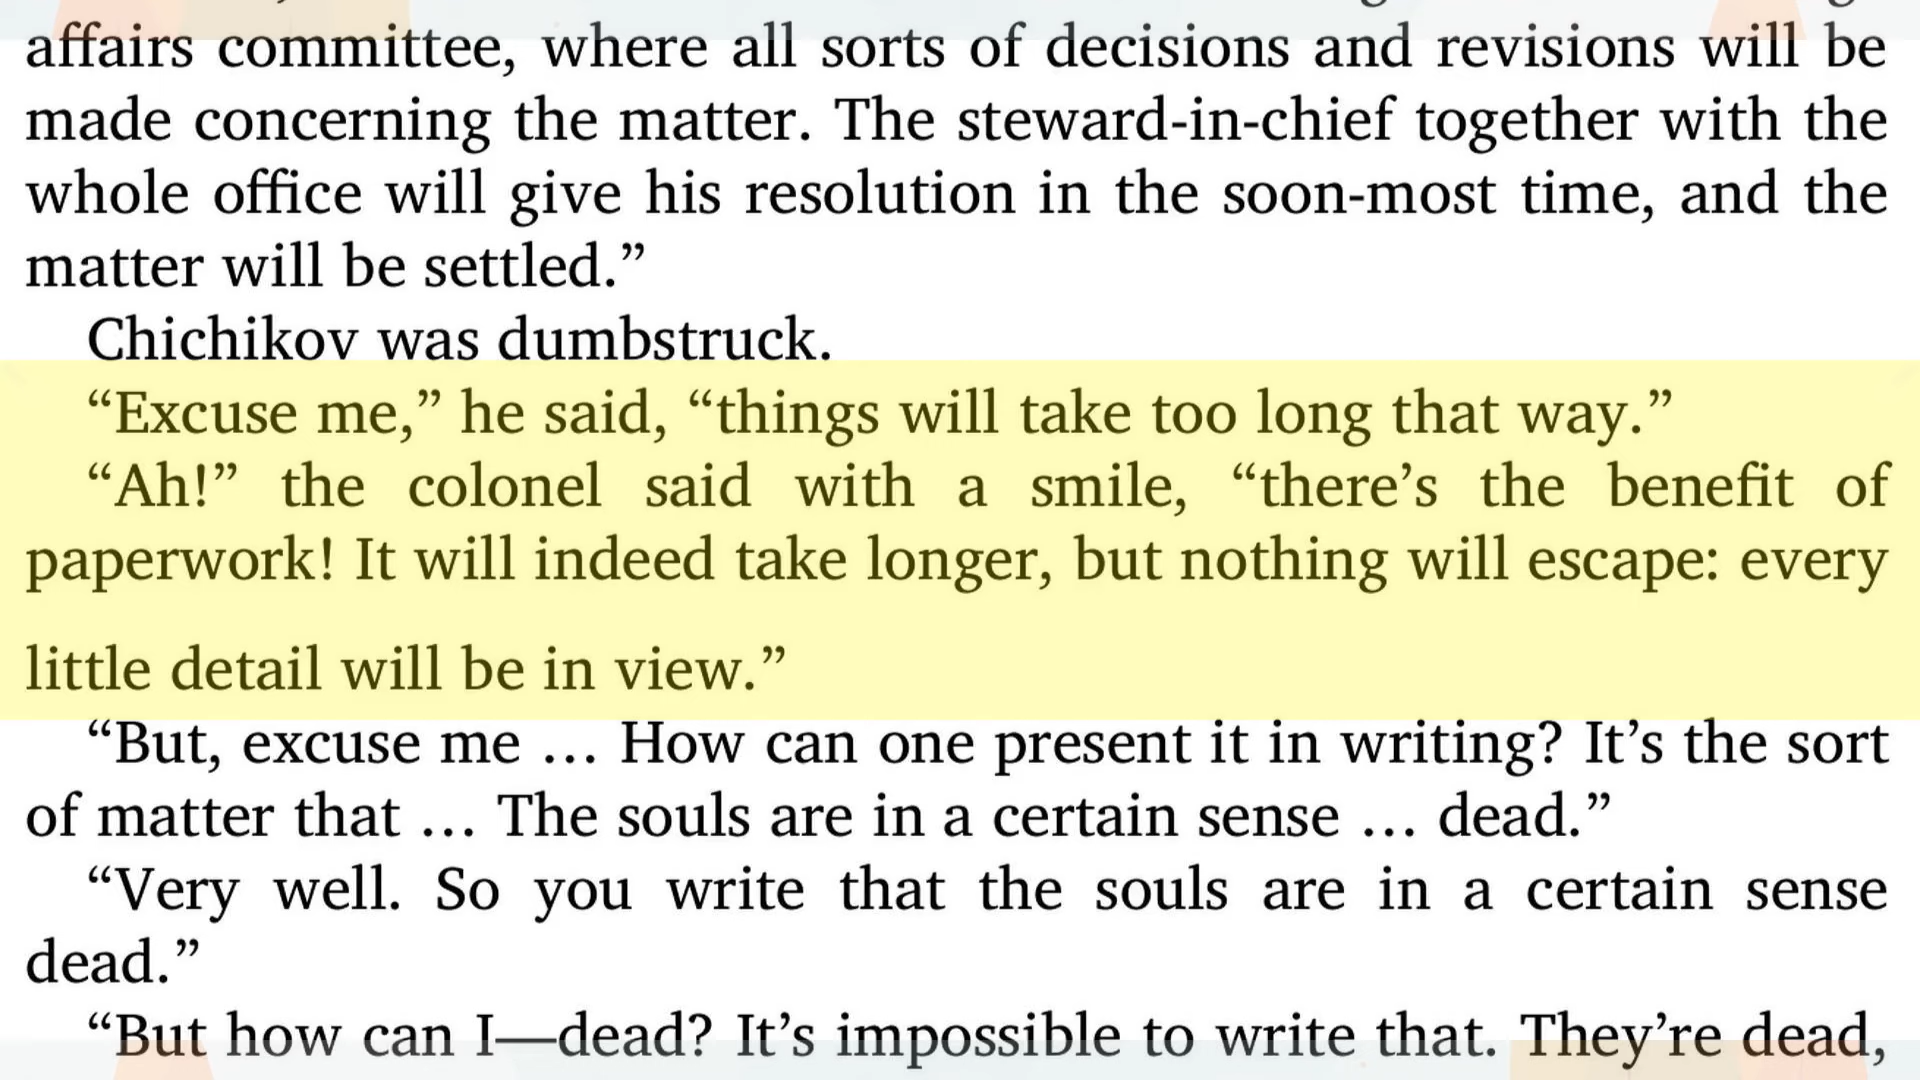 affairs committee, where all sorts of decisions and revisions will be
made concerning the matter. The steward-in-chief together with the
whole office will give his resolution in the soon-most time, and the
matter will be settled.”
Chichikov was dumbstruck.
“Excuse me,” he said, “things will take too long that way.”
“Ah!” the colonel said with a smile, “there’s the benefit of
paperwork! It will indeed take longer, but nothing will escape: every
little detail will be in view.”
“But, excuse me … How can one present it in writing? It’s the sort
of matter that … The souls are in a certain sense … dead.”
“Very well. So you write that the souls are in a certain sense
dead.”
“But how can I—dead? It’s impossible to write that. They’re dead,